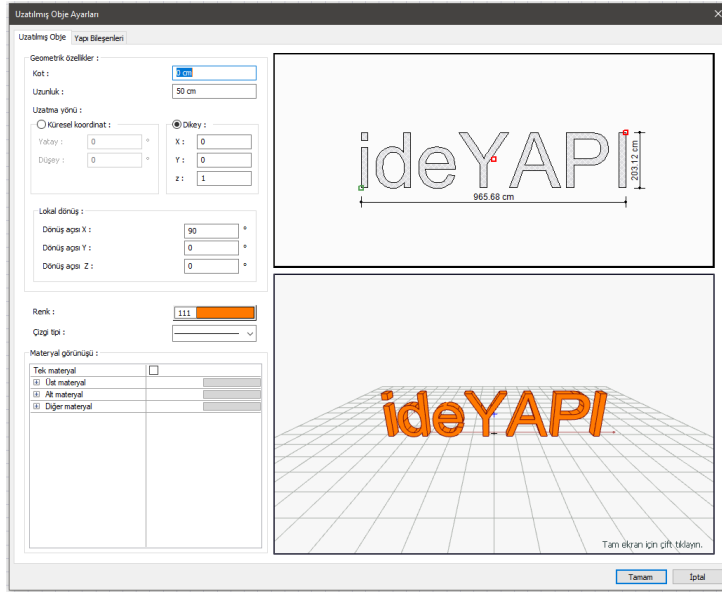 Uzatılmış Obje Ayarları
Uzatılmış Obje
Yapı Bileşenleri
Geometrik özellikler :
Kot :
0 cm
Uzunluk :
50 cm
Uzatma yönü :
Küresel koordinat :
Yatay :
0
°
Düşey :
0
°
Dikey :
X :
0
Y :
0
z :
1
Lokal dönüş :
Dönüş açısı X :
90
°
Dönüş açısı Y :
0
°
Dönüş açısı Z :
0
°
Renk :
111
Çizgi tipi :
Materyal görünüşü :
Tek materyal
Üst materyal
Alt materyal
Diğer materyal
ideYAPI
965.68 cm
203.12 cm
ideYAPI
Tam ekran için çift tıklayın.
Tamam
İptal